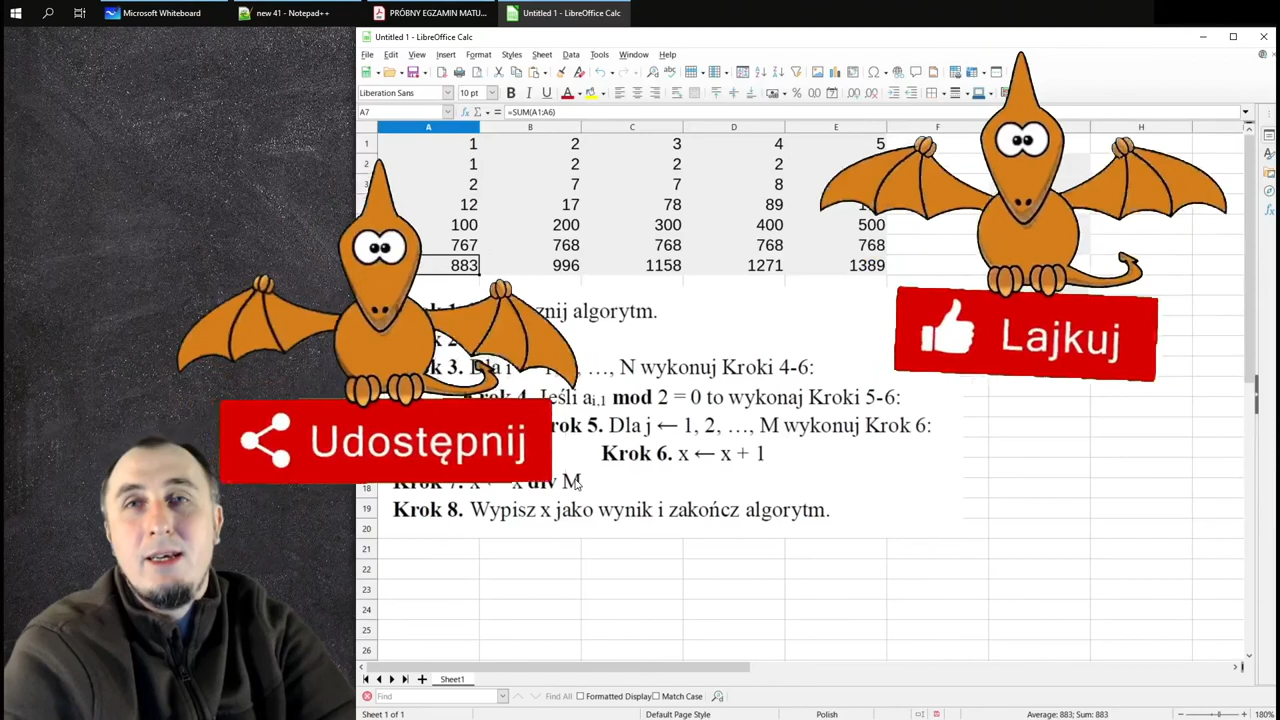 Microsoft Whiteboard
new 41 - Notepad++
PRÓBNY EGZAMIN MATU...
Untitled 1 - LibreOffice Calc
Untitled 1 - LibreOffice Calc
File Edit View Insert Format Styles Sheet Data Tools Window Help
Liberation Sans 10 pt
A7 =SUM(A1:A6)
A B C D E F H
1 1 2 3 4 5
2 1 2 2 2
3 2 7 7 8
12 17 78 89
100 200 300 400 500
767 768 768 768 768
883 996 1158 1271 1389
znij algorytm.
k 3. Dla i …, N wykonuj Kroki 4-6:
Krok 4. Jeśli ai,1 mod 2 = 0 to wykonaj Kroki 5-6:
rok 5. Dla j ← 1, 2, …, M wykonuj Krok 6:
Krok 6. x ← x + 1
Krok 7. x ← x div M
Krok 8. Wypisz x jako wynik i zakończ algorytm.
Lajkuj
Udostępnij
18
19
20
21
22
23
24
25
26
Sheet1
Find Find All Formatted Display Match Case
Sheet 1 of 1 Default Page Style Polish Average: 883; Sum: 883 180%